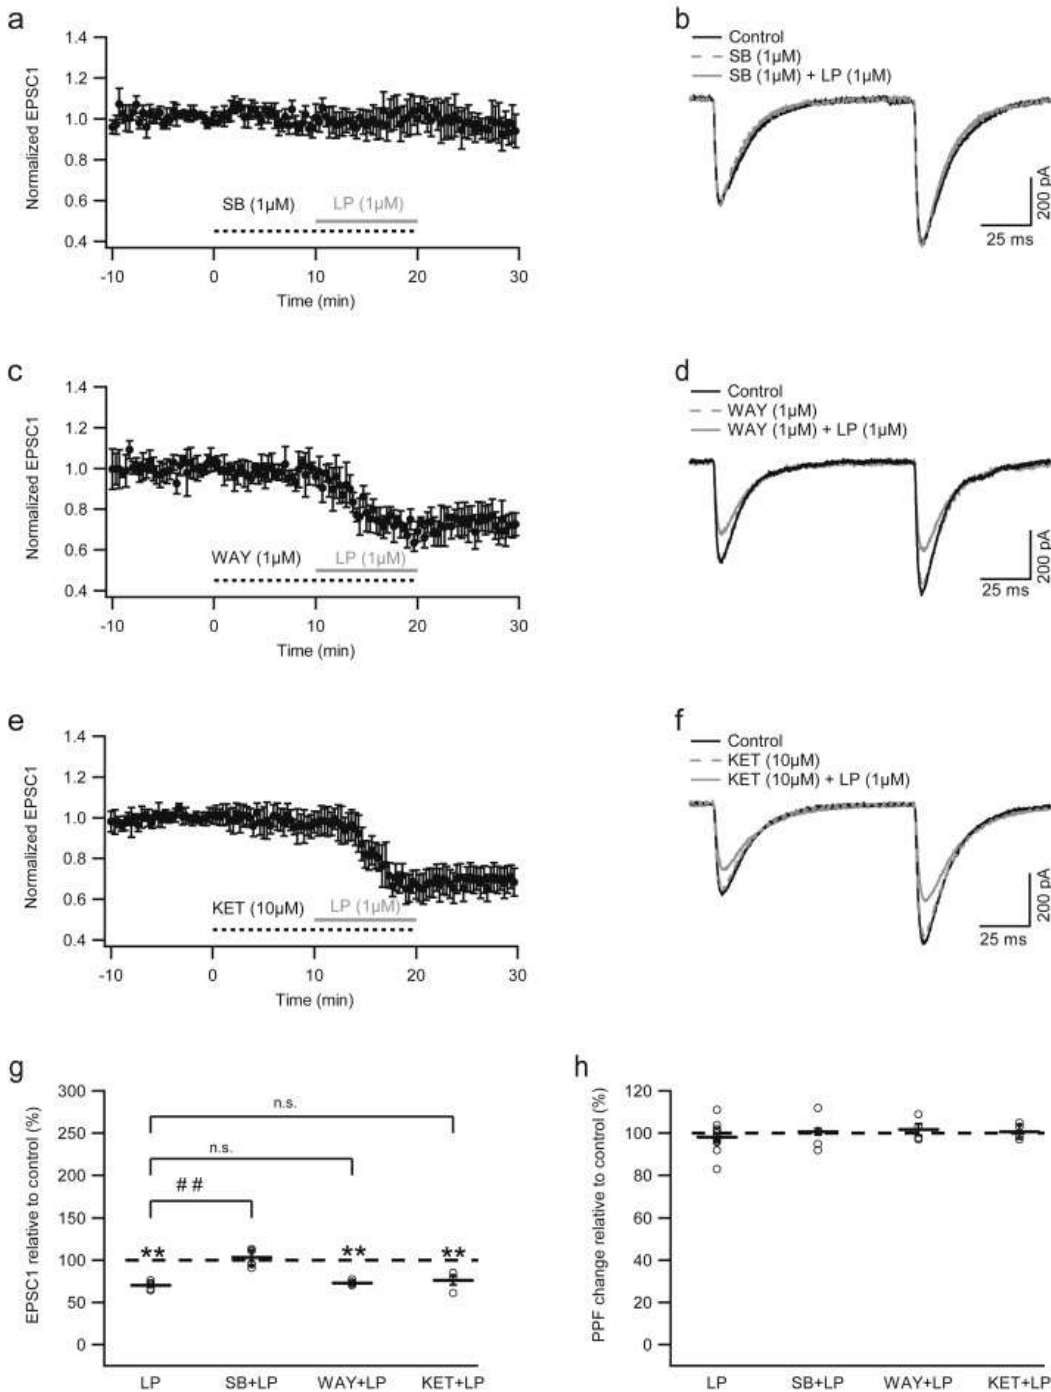 a
1.4
1.2
1.0
0.8
0.6
0.4
Normalized EPSC1
SB (1µM)
LP (1µM)
-10
0
10
20
30
Time (min)
b
Control
SB (1µM)
SB (1µM) + LP (1µM)
200 pA
25 ms
c
1.4
1.2
1.0
0.8
0.6
0.4
Normalized EPSC1
WAY (1µM)
LP (1µM)
-10
0
10
20
30
Time (min)
d
Control
WAY (1µM)
WAY (1µM) + LP (1µM)
200 pA
25 ms
e
1.4
1.2
1.0
0.8
0.6
0.4
Normalized EPSC1
KET (10µM)
LP (1µM)
-10
0
10
20
30
Time (min)
f
Control
KET (10µM)
KET (10µM) + LP (1µM)
200 pA
25 ms
g
300
250
200
150
100
50
0
EPSC1 relative to control (%)
n.s.
n.s.
# #
**
**
**
LP
SB+LP
WAY+LP
KET+LP
h
120
100
80
60
40
20
0
PPF change relative to control (%)
LP
SB+LP
WAY+LP
KET+LP